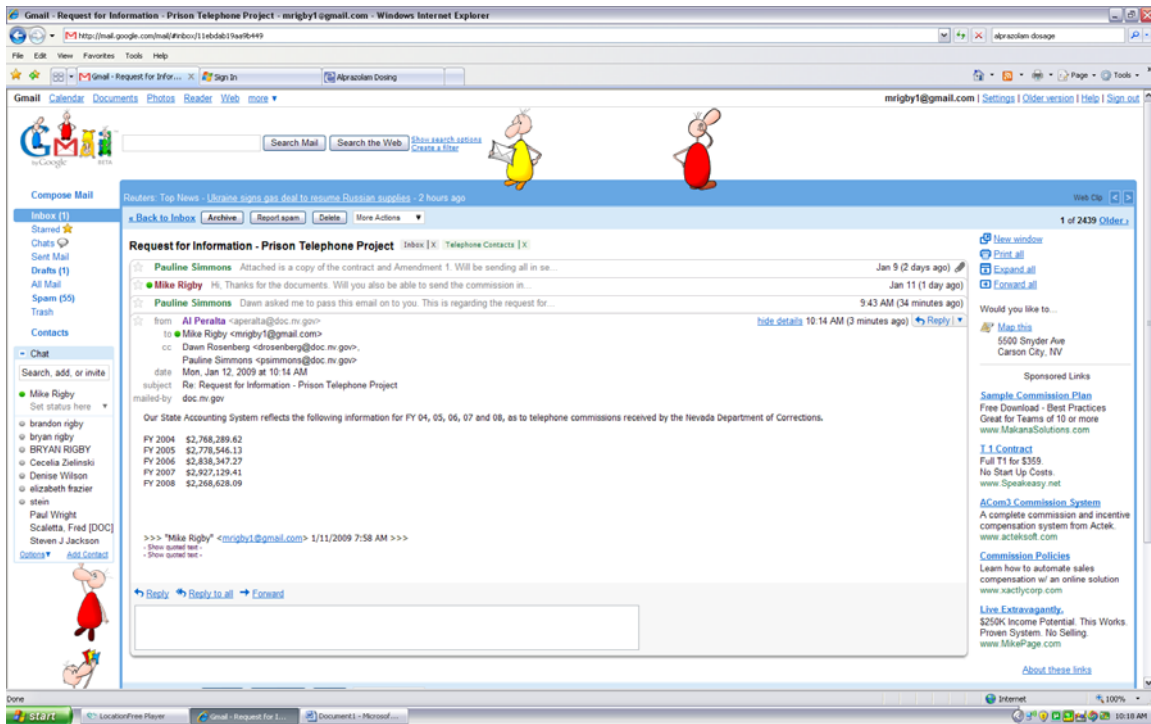 Gmail - Request for Information - Prison Telephone Project - mrigby1@gmail.com - Windows Internet Explorer
http://mail.google.com/mail/#inbox/11ebdab19aa9b449
alprazolam dosage
File Edit View Favorites Tools Help
Gmail - Request for Infor... X Sign In Alprazolam Dosing
Page Tools
Gmail Calendar Documents Photos Reader Web more ▼
mrigby1@gmail.com | Settings | Older version | Help | Sign out
Gmail
by Google BETA
Search Mail Search the Web
Show search options
Create a filter
Compose Mail
Inbox (1)
Starred
Chats
Sent Mail
Drafts (1)
All Mail
Spam (55)
Trash
Contacts
- Chat
Search, add, or invite
Mike Rigby
Set status here ▼
brandon rigby
bryan rigby
BRYAN RIGBY
Cecelia Zielinski
Denise Wilson
elizabeth frazier
stein
Paul Wright
Scaletta, Fred [DOC]
Steven J Jackson
Options▼ Add Contact
Reuters: Top News - Ukraine signs gas deal to resume Russian supplies - 2 hours ago
Web Clip < >
« Back to Inbox Archive Report spam Delete More Actions ▼
1 of 2439 Older ›
Request for Information - Prison Telephone Project Inbox | X Telephone Contacts | X
Pauline Simmons Attached is a copy of the contract and Amendment 1. Will be sending all in se... Jan 9 (2 days ago)
Mike Rigby Hi, Thanks for the documents. Will you also be able to send the commission in... Jan 11 (1 day ago)
Pauline Simmons Dawn asked me to pass this email on to you. This is regarding the request for... 9:43 AM (34 minutes ago)
from Al Peralta <aperalta@doc.nv.gov> hide details 10:14 AM (3 minutes ago) Reply ▼
to Mike Rigby <mrigby1@gmail.com>
cc Dawn Rosenberg <drosenberg@doc.nv.gov>,
Pauline Simmons <psimmons@doc.nv.gov>
date Mon, Jan 12, 2009 at 10:14 AM
subject Re: Request for Information - Prison Telephone Project
mailed-by doc.nv.gov
Our State Accounting System reflects the following information for FY 04, 05, 06, 07 and 08, as to telephone commissions received by the Nevada Department of Corrections.
FY 2004 $2,768,289.62
FY 2005 $2,778,546.13
FY 2006 $2,838,347.27
FY 2007 $2,927,129.41
FY 2008 $2,268,628.09
>>> "Mike Rigby" <mrigby1@gmail.com> 1/11/2009 7:58 AM >>>
- Show quoted text -
- Show quoted text -
Reply Reply to all Forward
New window
Print all
Expand all
Forward all
Would you like to...
Map this
5500 Snyder Ave
Carson City, NV
Sponsored Links
Sample Commission Plan
Free Download - Best Practices
Great for Teams of 10 or more
www.MakanaSolutions.com
T 1 Contract
Full T1 for $359.
No Start Up Costs.
www.Speakeasy.net
ACom3 Commission System
A complete commission and incentive
compensation system from Actek.
www.acteksoft.com
Commission Policies
Learn how to automate sales
compensation w/ an online solution
www.xactlycorp.com
Live Extravagantly,
$250K Income Potential. This Works.
Proven System. No Selling.
www.MikePage.com
About these links
Done
Internet 100%
start LocationFree Player Gmail - Request for I... Document1 - Microsof... 10:18 AM